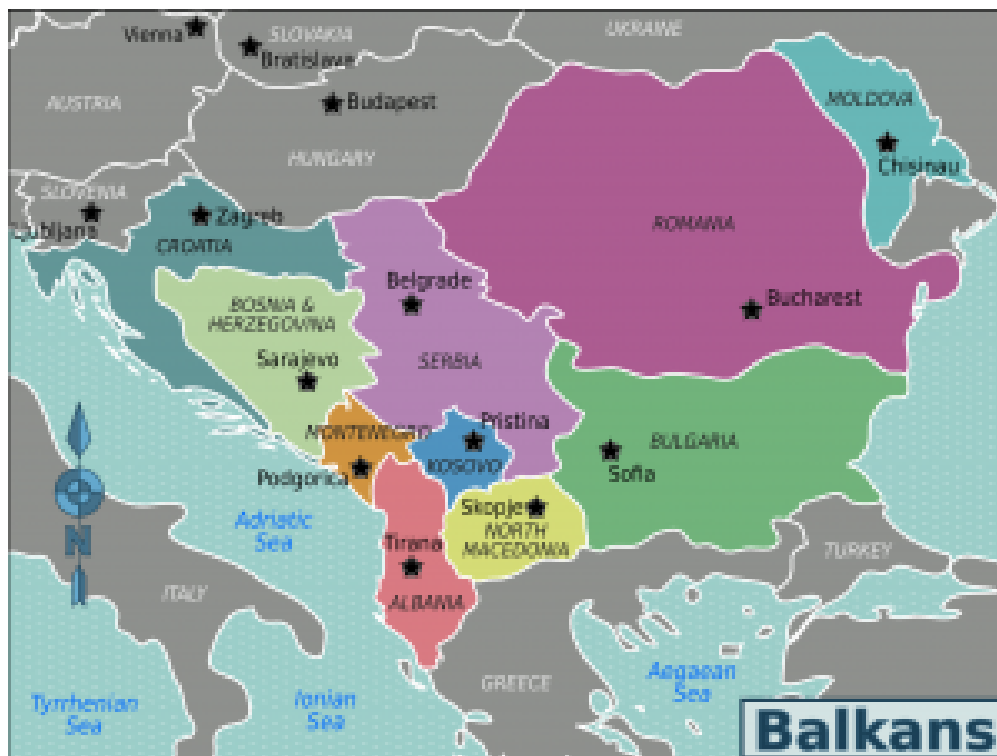 Vienna
SLOVAKIA
Bratislava
UKRAINE
AUSTRIA
Budapest
MOLDOVA
HUNGARY
Chisinau
SLOVENIA
Ljubljana
Zagreb
CROATIA
ROMANIA
Belgrade
Bucharest
BOSNIA &
HERZEGOVINA
Sarajevo
SERBIA
Pristina
MONTENEGRO
BULGARIA
KOSOVO
Podgorica
Sofia
Skopje
Adriatic
Sea
NORTH
MACEDONIA
N
Tirana
TURKEY
ITALY
ALBANIA
GREECE
Aegaean
Sea
Tyrrhenian
Sea
Ionian
Sea
Balkans